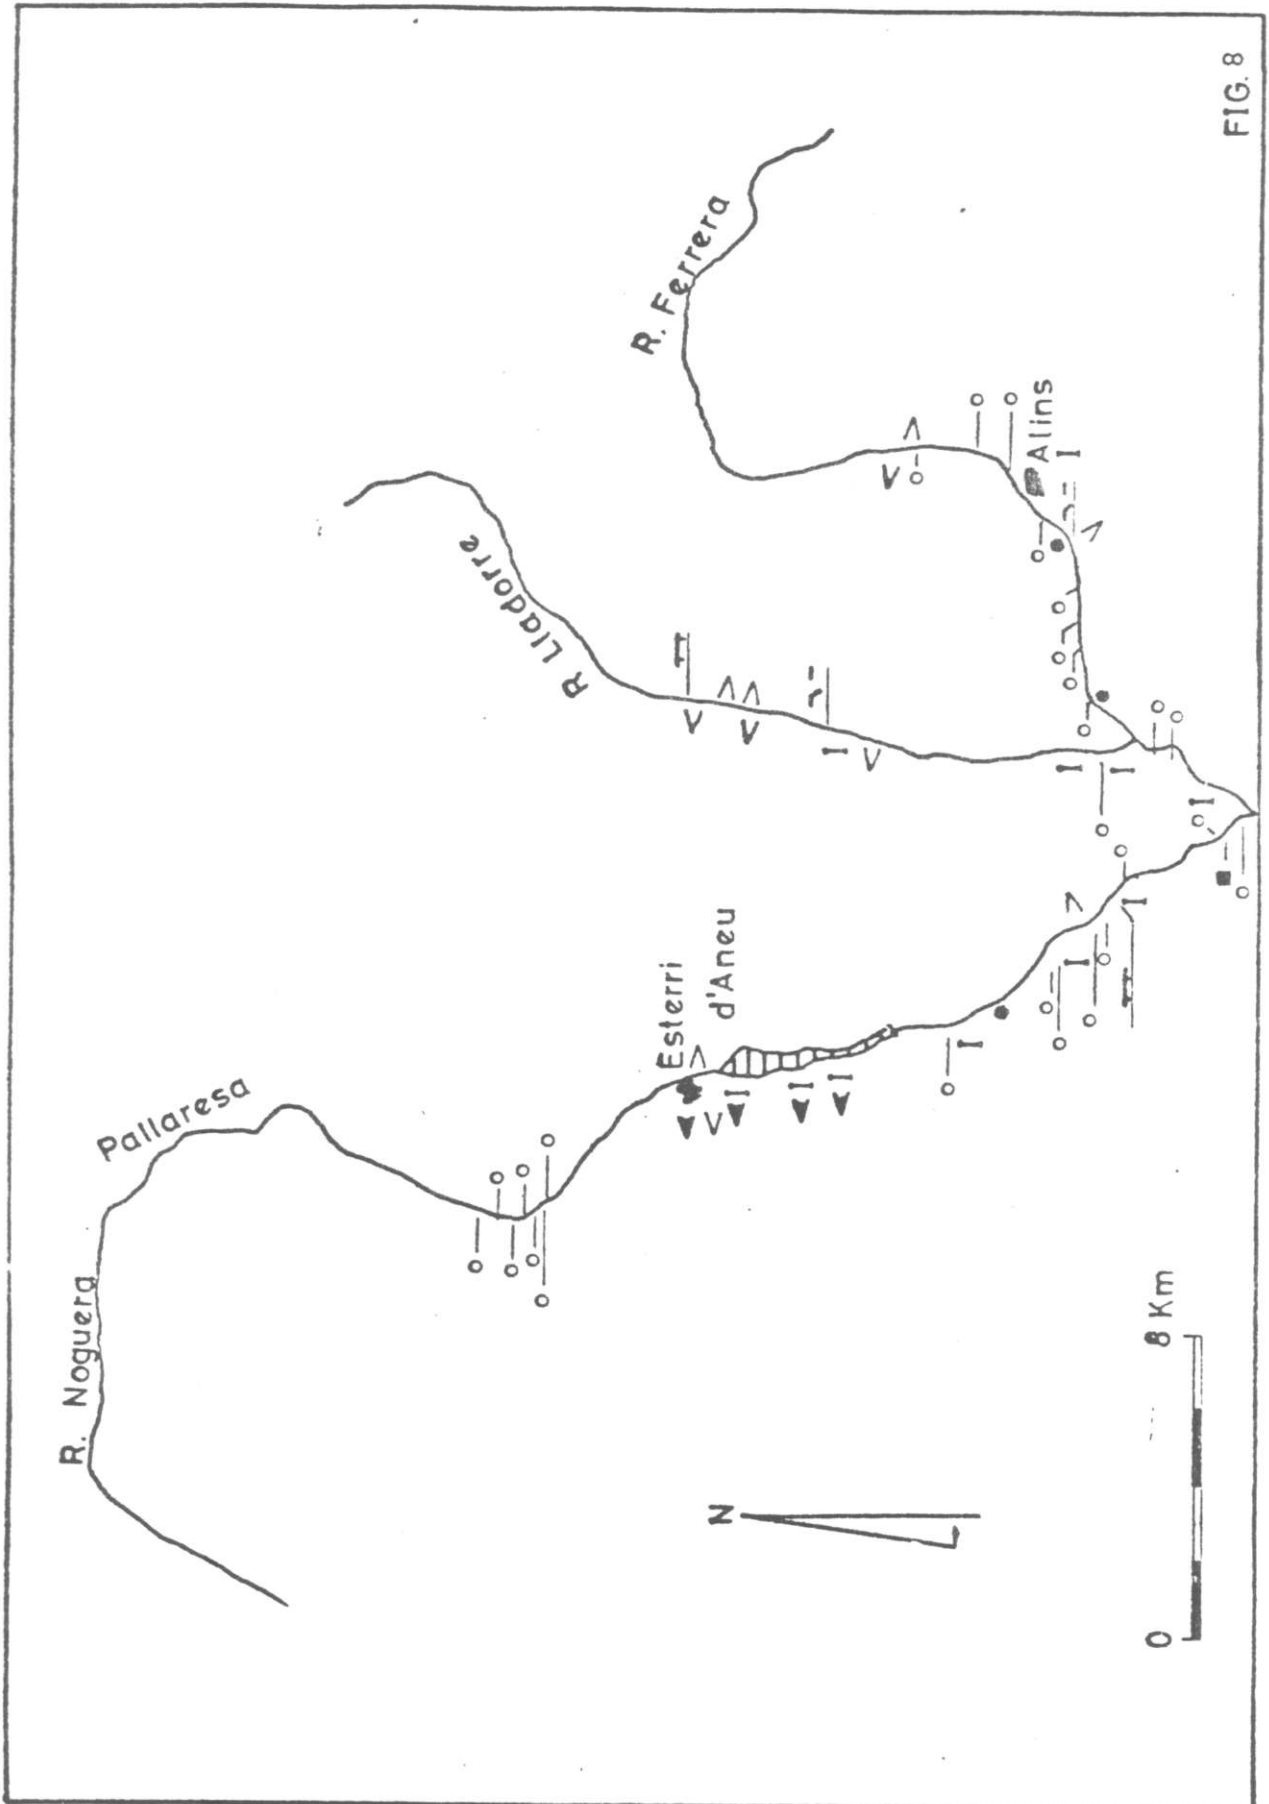 R. Noguera
Pallaresa
R Lladorre
R. Ferrera
Esterri
d'Aneu
Alins
N
0 8 Km
FIG. 8